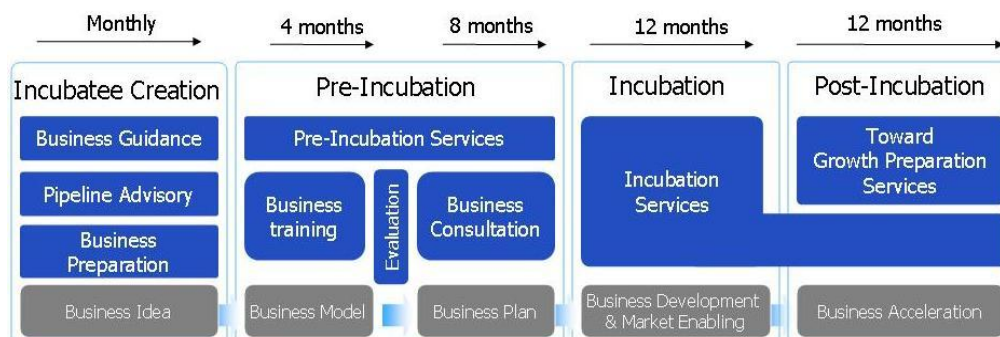 Monthly
4 months
8 months
12 months
12 months
Incubatee Creation
Pre-Incubation
Incubation
Post-Incubation
Business Guidance
Pipeline Advisory
Business
Preparation
Pre-Incubation Services
Business
training
Evaluation
Business
Consultation
Incubation
Services
Toward
Growth Preparation
Services
Business Idea
Business Model
Business Plan
Business Development
& Market Enabling
Business Acceleration